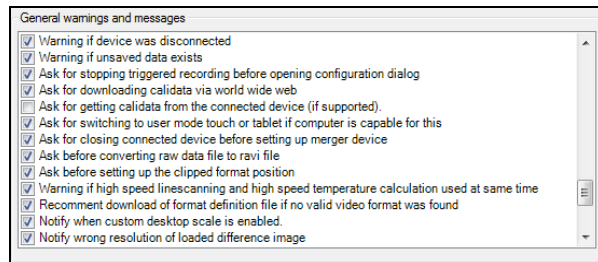 General warnings and messages
Warning if device was disconnected
Warning if unsaved data exists
Ask for stopping triggered recording before opening configuration dialog
Ask for downloading calidata via world wide web
Ask for getting calidata from the connected device (if supported).
Ask for switching to user mode touch or tablet if computer is capable for this
Ask for closing connected device before setting up merger device
Ask before converting raw data file to ravi file
Ask before setting up the clipped format position
Warning if high speed linescanning and high speed temperature calculation used at same time
Recomment download of format definition file if no valid video format was found
Notify when custom desktop scale is enabled.
Notify wrong resolution of loaded difference image